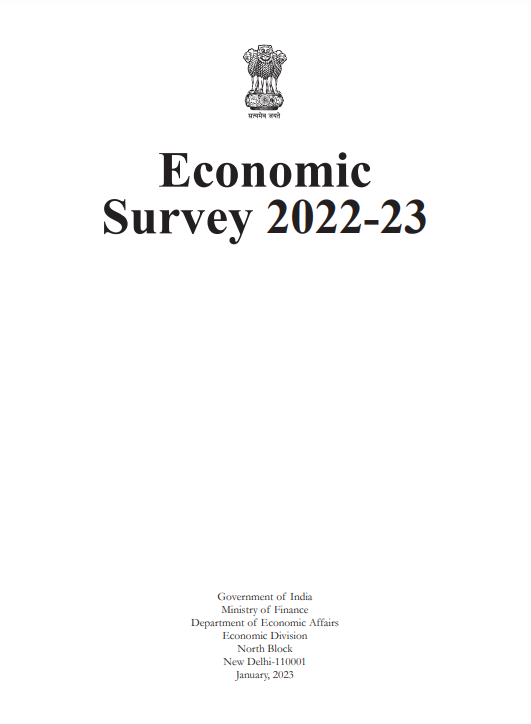 सत्यमेव जयते
Economic
Survey 2022-23
Government of India
Ministry of Finance
Department of Economic Affairs
Economic Division
North Block
New Delhi-110001
January, 2023